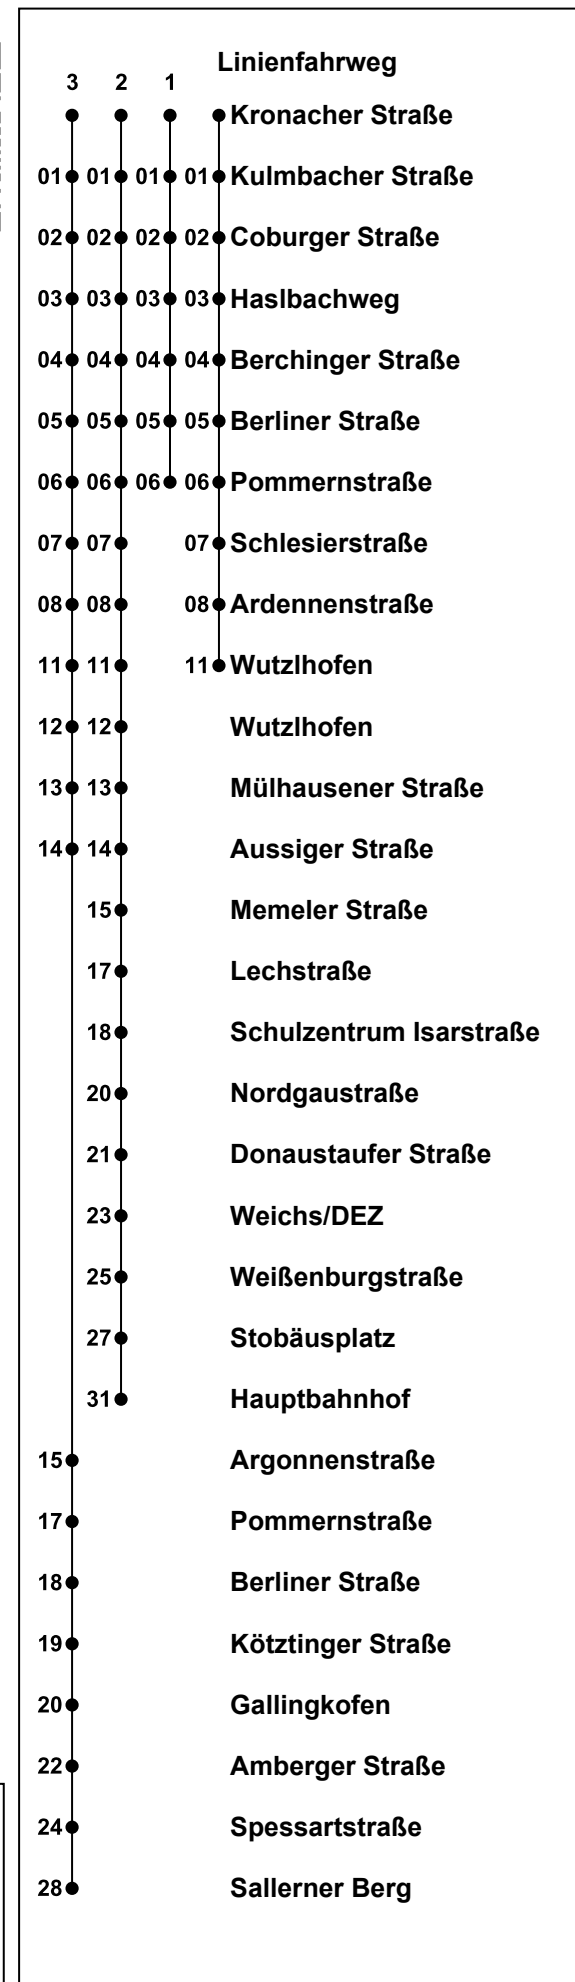 Linienfahrweg
3 2 1
Kronacher Straße
01 01 01 01 Kulmbacher Straße
02 02 02 02 Coburger Straße
03 03 03 03 Haslbachweg
04 04 04 04 Berchinger Straße
05 05 05 05 Berliner Straße
06 06 06 06 Pommernstraße
07 07 07 Schlesierstraße
08 08 08 Ardennenstraße
11 11 11 Wutzlhofen
12 12 Wutzlhofen
13 13 Mülhausener Straße
14 14 Aussiger Straße
15 Memeler Straße
17 Lechstraße
18 Schulzentrum Isarstraße
20 Nordgaustraße
21 Donaustaufer Straße
23 Weichs/DEZ
25 Weißenburgstraße
27 Stobäusplatz
31 Hauptbahnhof
15 Argonnenstraße
17 Pommernstraße
18 Berliner Straße
19 Kötztinger Straße
20 Gallingkofen
22 Amberger Straße
24 Spessartstraße
28 Sallerner Berg